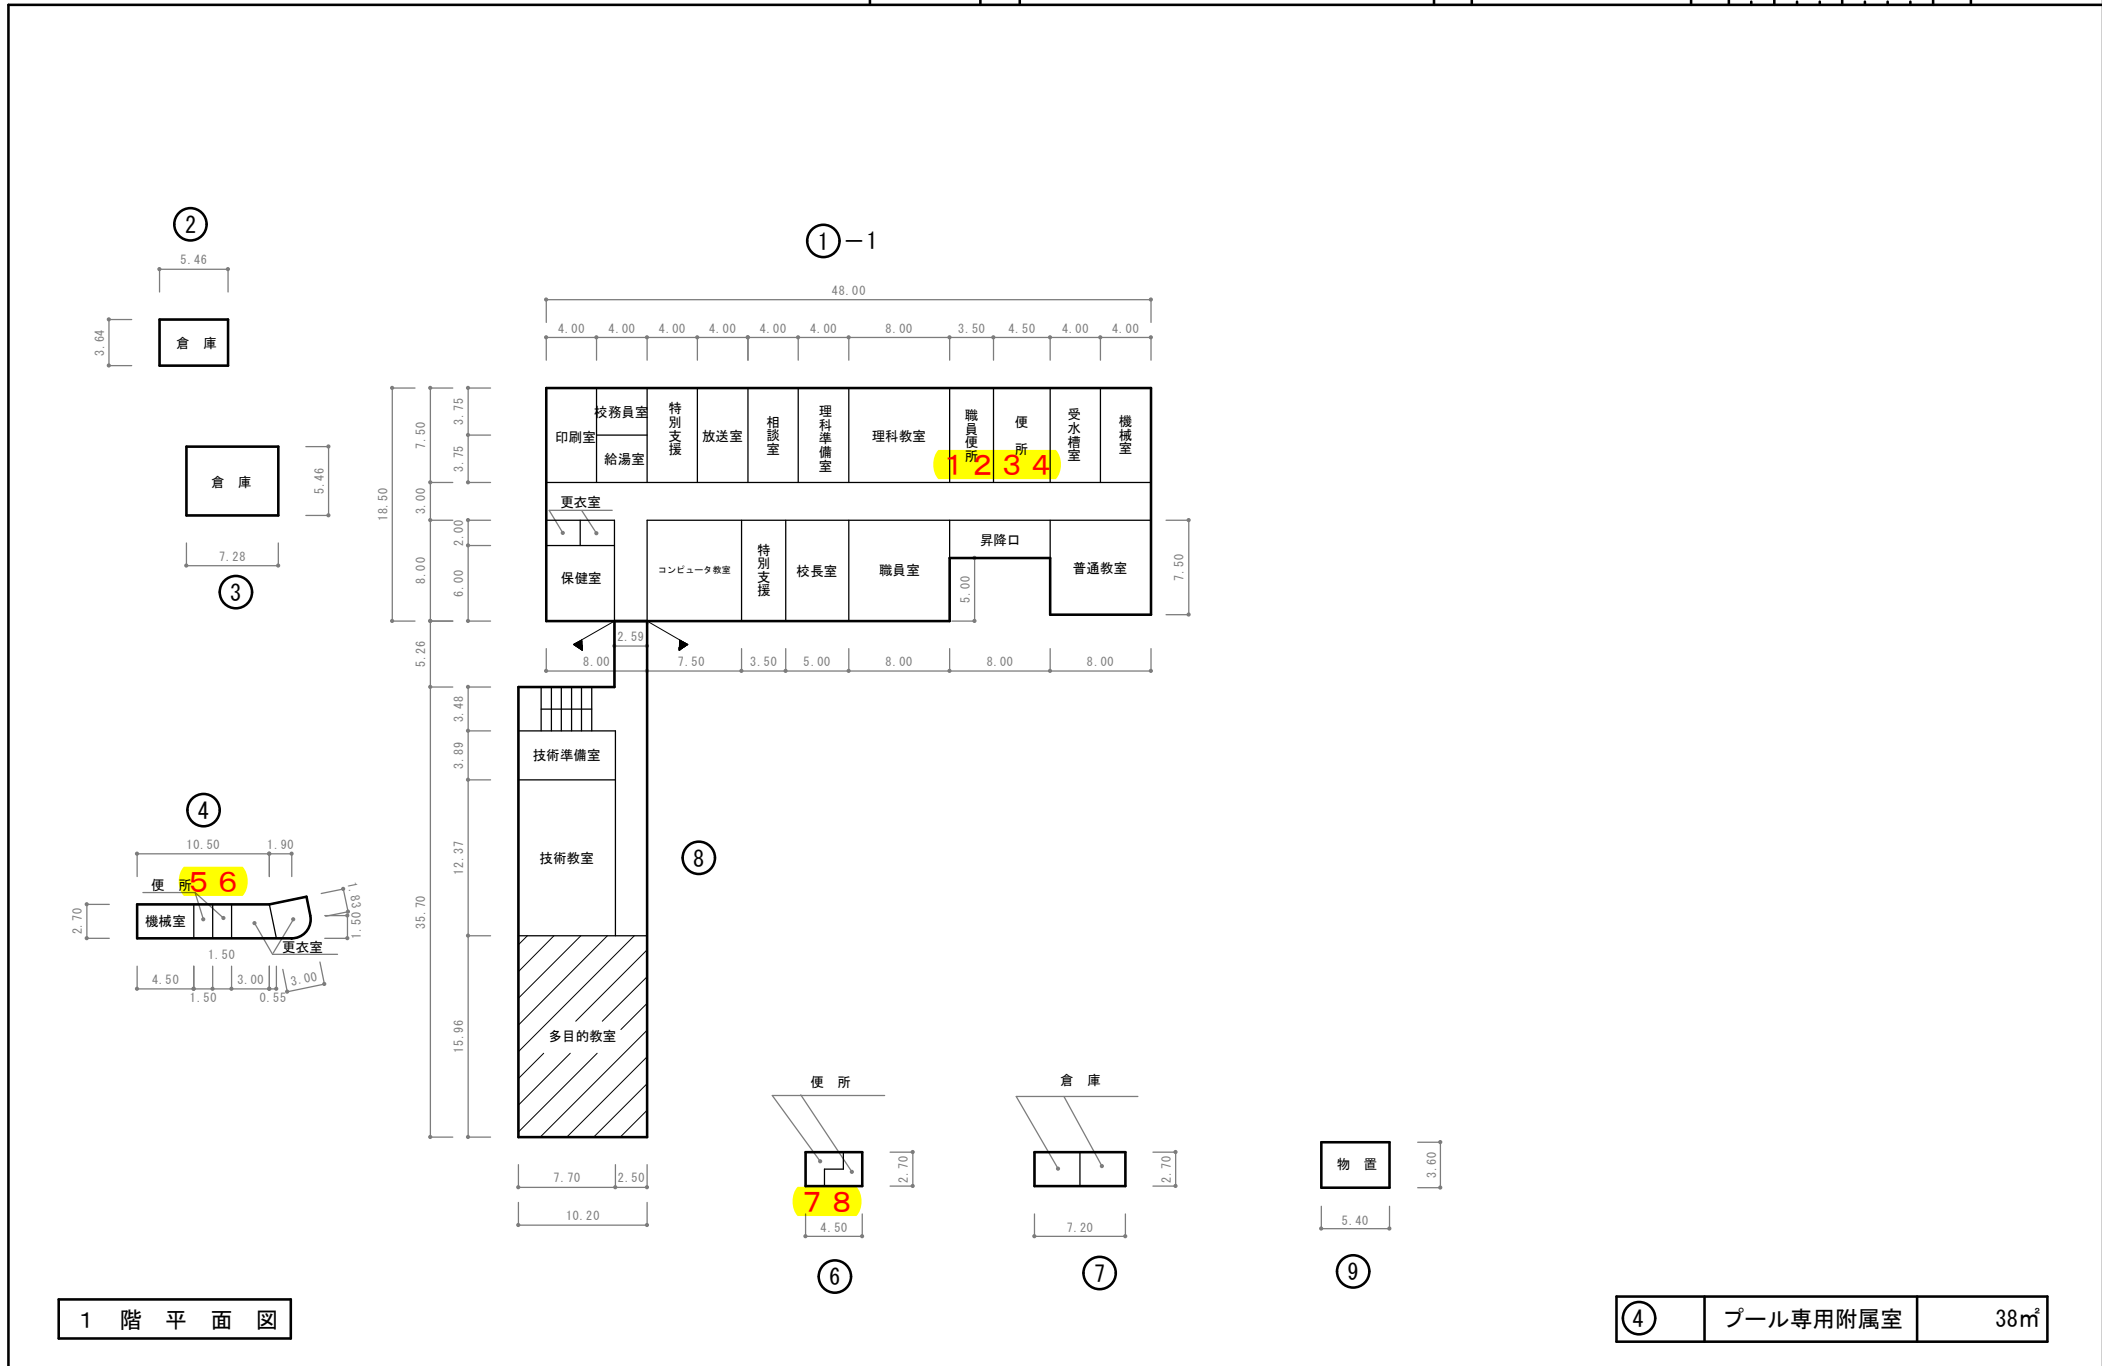 ②
5.46
3.64
倉 庫
5.46
倉 庫
7.28
③
①-1
48.00
4.00 4.00 4.00 4.00 4.00 4.00 8.00 3.50 4.50 4.00 4.00
18.50
7.50
3.00
8.00
3.75
3.75
2.00
6.00
印刷室
校務員室
給湯室
特別支援
放送室
相談室
理科準備室
理科教室
職員便所
便 所
受水槽室
機械室
1 2 3 4
更衣室
保健室
コンピュータ教室
特別支援
校長室
職員室
昇降口
普通教室
5.00
7.50
2.59
8.00 7.50 3.50 5.00 8.00 8.00 8.00
5.26
35.70
3.48
3.89
12.37
15.96
技術準備室
技術教室
多目的教室
⑧
7.70 2.50
10.20
④
10.50 1.90
便 所
5 6
機械室
更衣室
2.70
1.83
1.05
1.50
4.50 3.00 3.00
1.50 0.55
便 所
2.70
7 8
4.50
⑥
倉 庫
2.70
7.20
⑦
物 置
3.60
5.40
⑨
1 階 平 面 図
④ プール専用附属室 38㎡